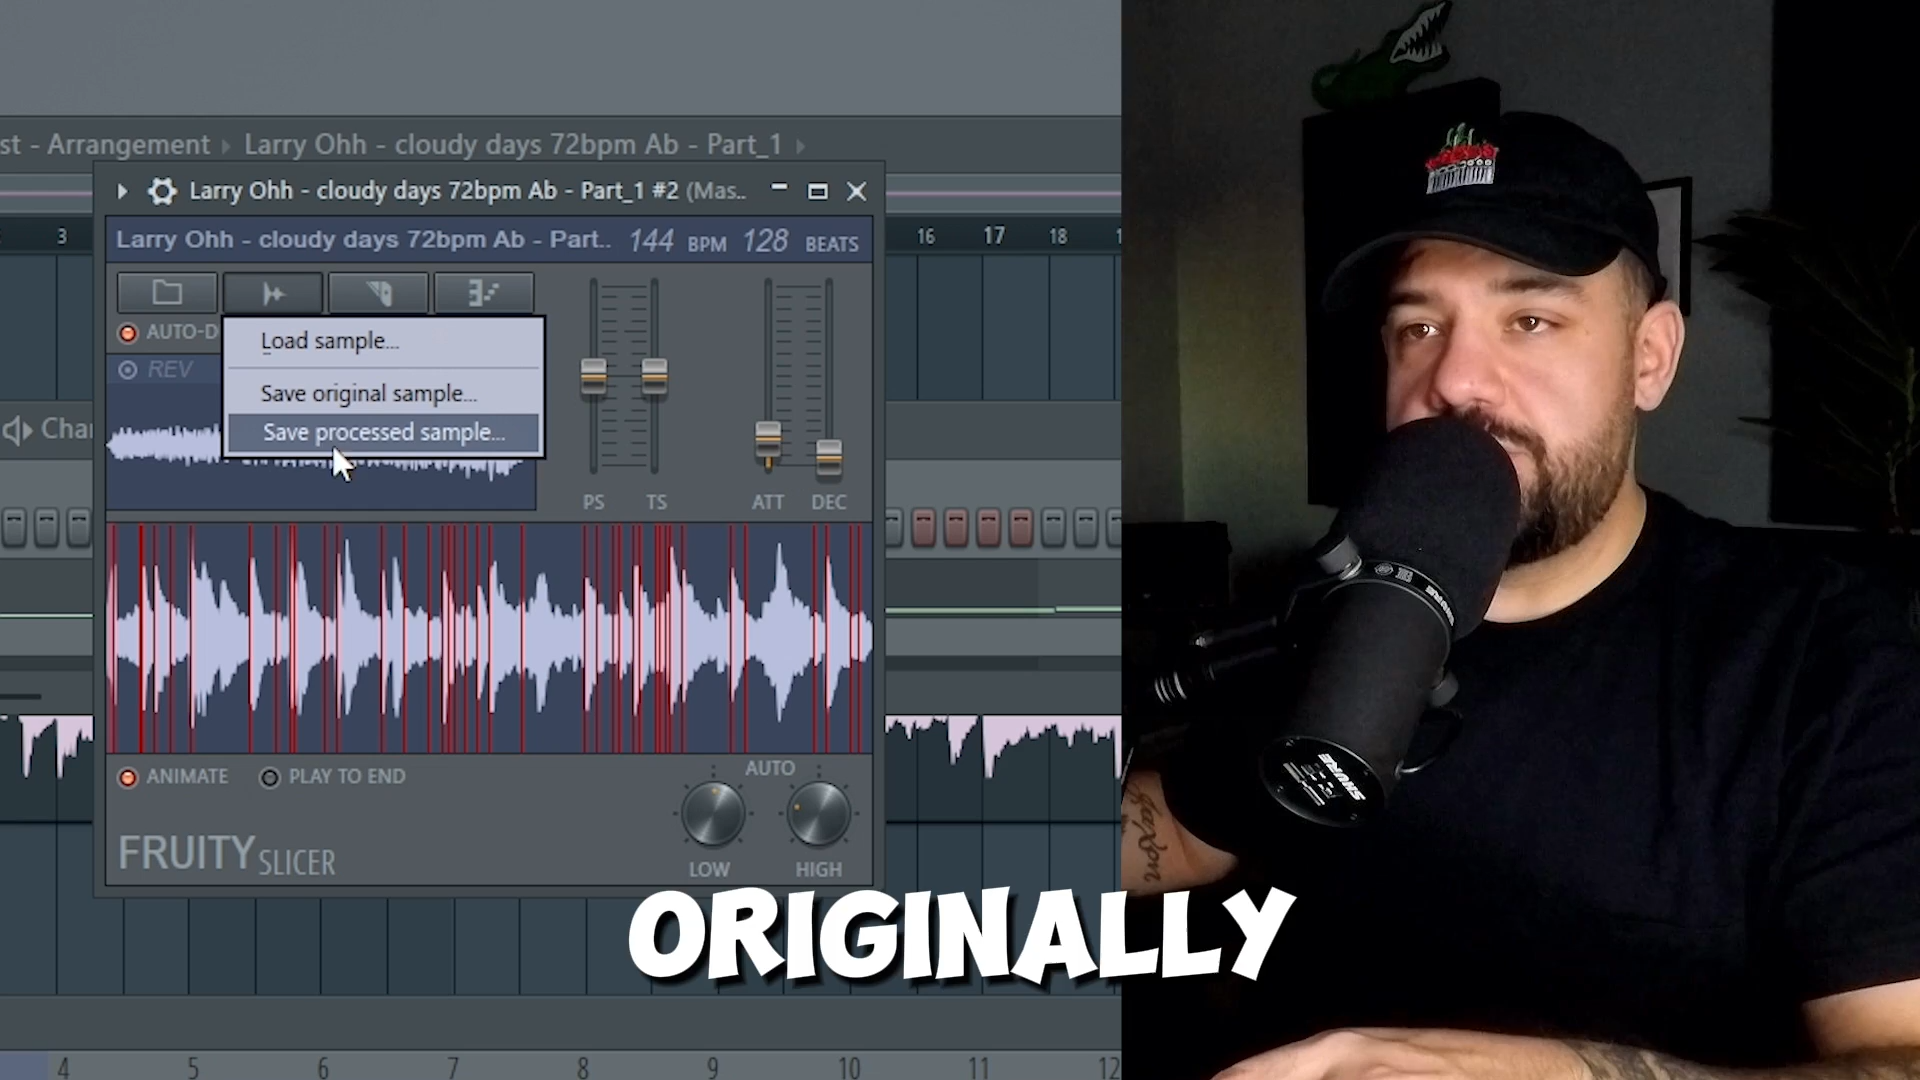 st - Arrangement Larry Ohh - cloudy days 72bpm Ab - Part_1
Larry Ohh - cloudy days 72bpm Ab - Part_1 #2 (Mas..
Larry Ohh - cloudy days 72bpm Ab - Part.. 144 BPM 128 BEATS
3 16 17 18
AUTO-D
Load sample...
REV
Save original sample...
Save processed sample...
Cha
PS TS ATT DEC
ANIMATE PLAY TO END AUTO
FRUITY SLICER
LOW HIGH
ORIGINALLY
4 5 6 7 8 9 10 11 12
SHURE
Jaxon